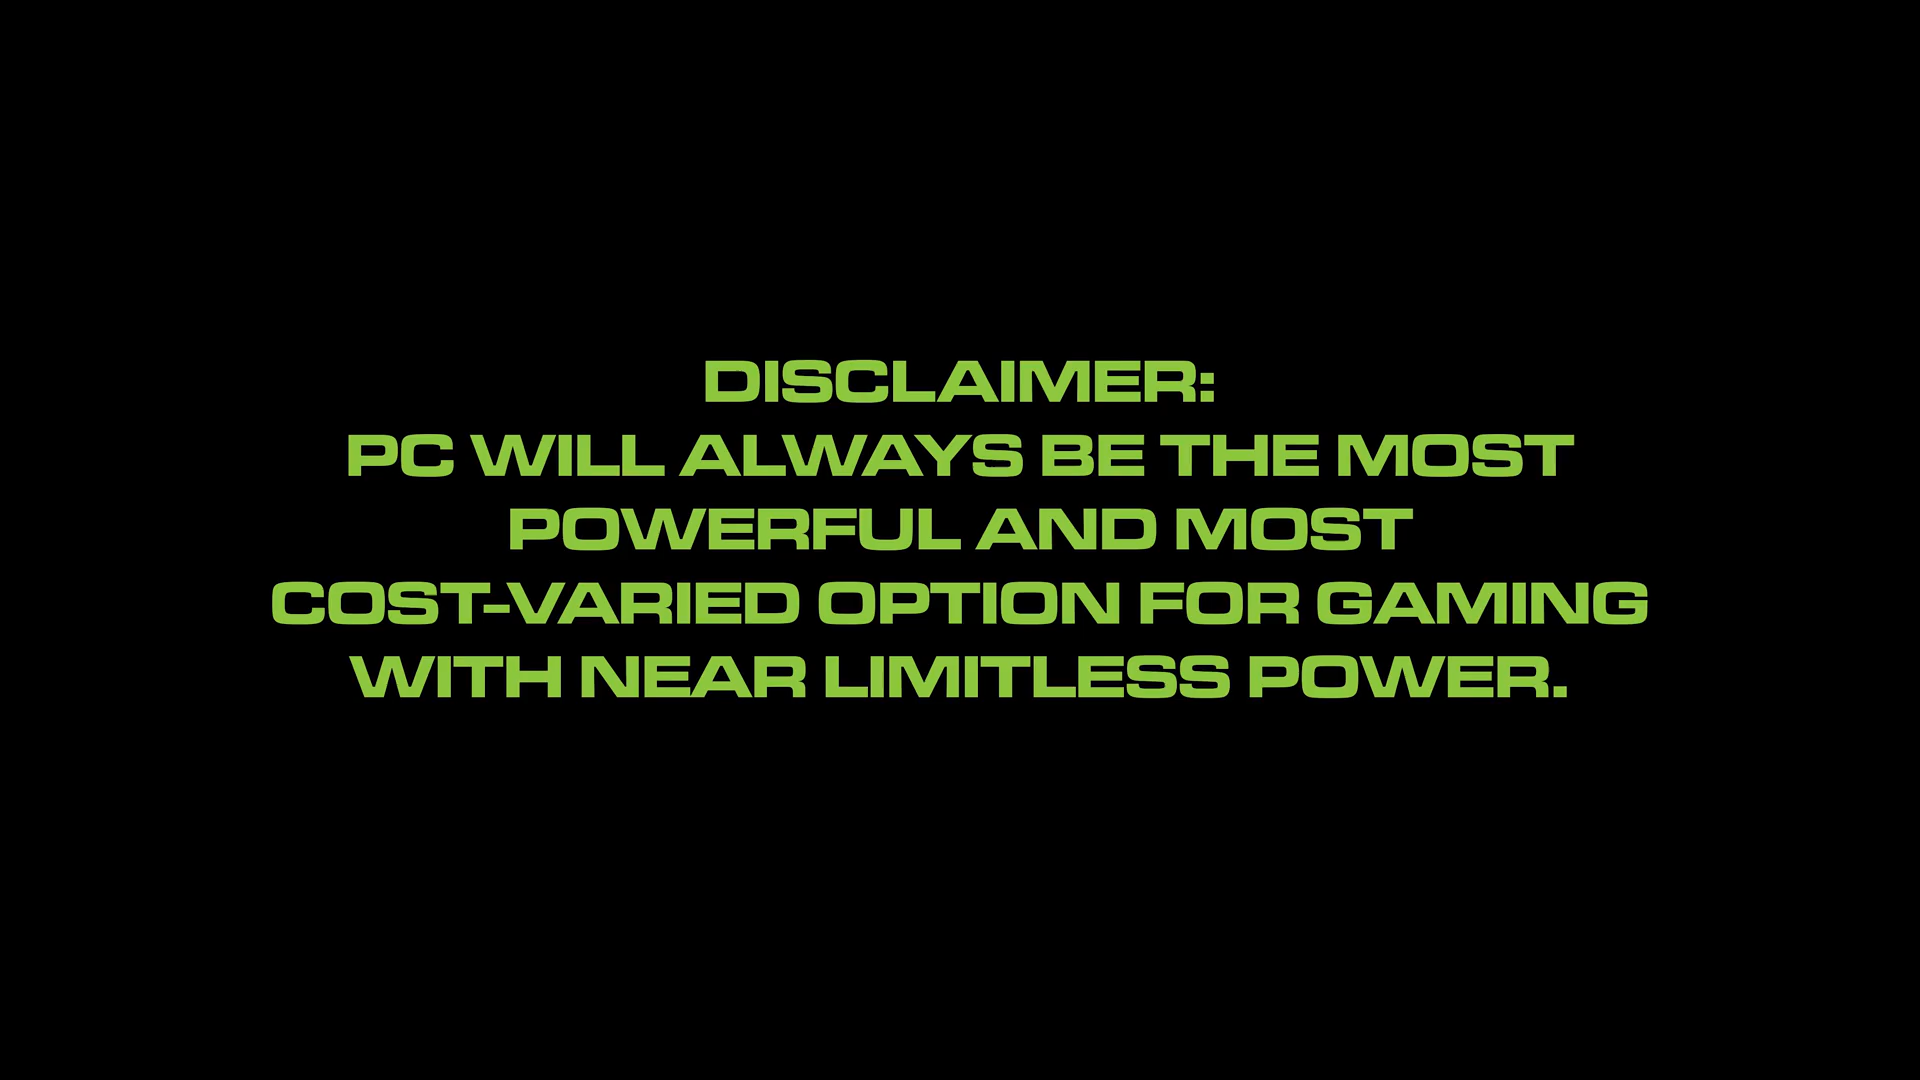 DISCLAIMER:
PC WILL ALWAYS BE THE MOST
POWERFUL AND MOST
COST-VARIED OPTION FOR GAMING
WITH NEAR LIMITLESS POWER.